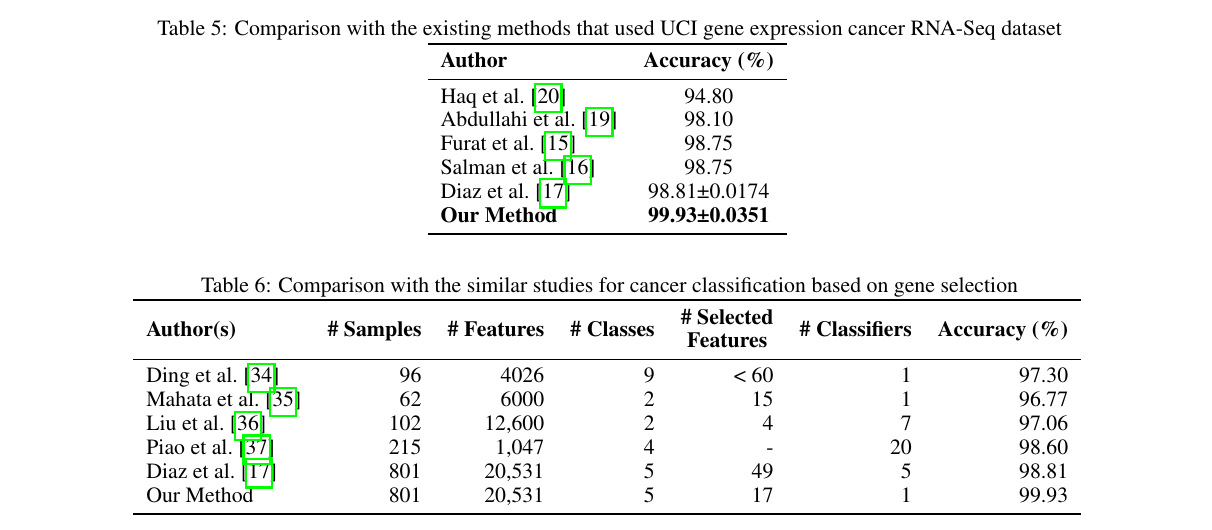 Table 5: Comparison with the existing methods that used UCI gene expression cancer RNA-Seq dataset
Author Accuracy (%)
Haq et al. [20] 94.80
Abdullahi et al. [19] 98.10
Furat et al. [15] 98.75
Salman et al. [16] 98.75
Diaz et al. [17] 98.81±0.0174
Our Method 99.93±0.0351
Table 6: Comparison with the similar studies for cancer classification based on gene selection
Author(s) # Samples # Features # Classes # Selected Features # Classifiers Accuracy (%)
Ding et al. [34] 96 4026 9 < 60 1 97.30
Mahata et al. [35] 62 6000 2 15 1 96.77
Liu et al. [36] 102 12,600 2 4 7 97.06
Piao et al. [37] 215 1,047 4 - 20 98.60
Diaz et al. [17] 801 20,531 5 49 5 98.81
Our Method 801 20,531 5 17 1 99.93